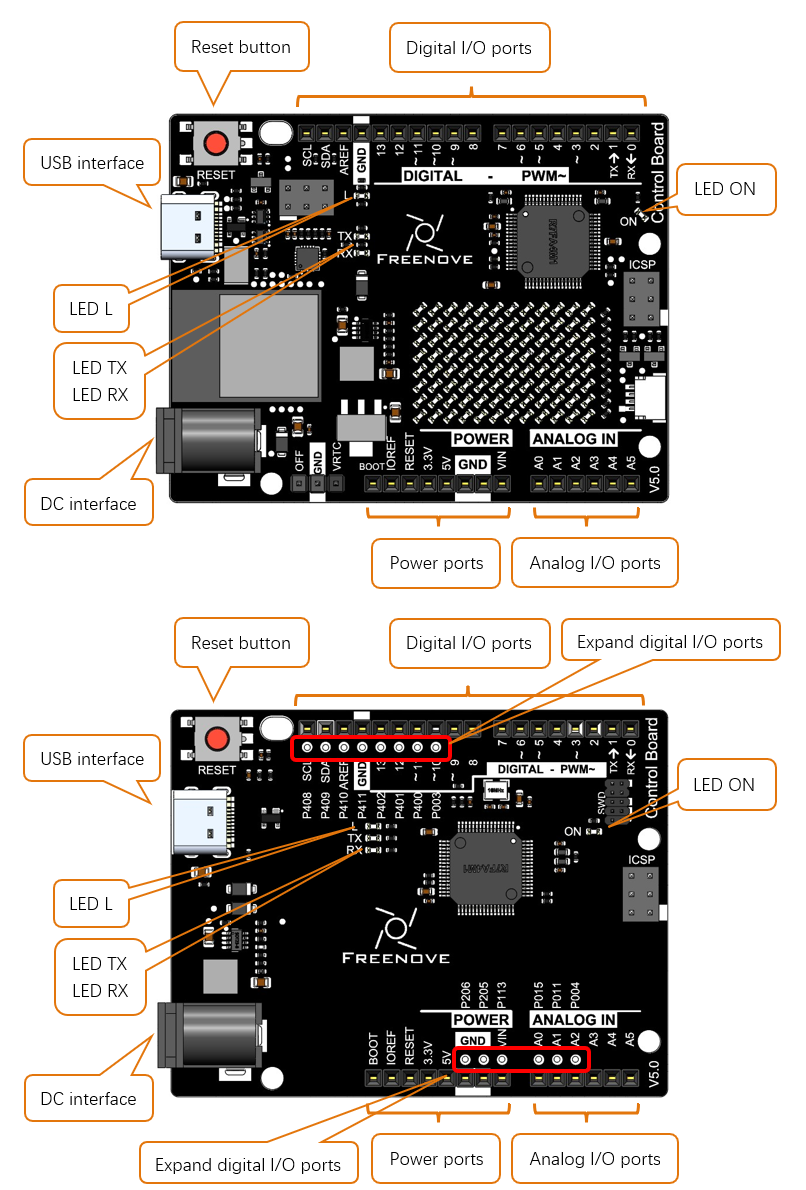 Reset button
Digital I/O ports
USB interface
LED ON
LED L
LED TX
LED RX
DC interface
Power ports
Analog I/O ports
RESET
SCL
SDA
AREF
GND
13
12
~11
~10
~9
8
7
~6
~5
4
~3
2
TX→1
RX←0
DIGITAL - PWM~
Control Board
L
TX
RX
FREENOVE
R7FA4M1
ON
ICSP
OFF
GND
VRTC
POWER
ANALOG IN
BOOT
IOREF
RESET
3.3V
5V
GND
VIN
A0
A1
A2
A3
A4
A5
V5.0
Reset button
Digital I/O ports
Expand digital I/O ports
USB interface
LED ON
LED L
LED TX
LED RX
DC interface
Expand digital I/O ports
Power ports
Analog I/O ports
RESET
SCL
SDA
AREF
GND
13
12
~9
8
7
~6
~5
4
~3
2
TX→1
RX←0
DIGITAL - PWM~
Control Board
P408
P409
P410
P411
P402
P401
P400
P003
16MHz
SWD
L
TX
RX
ON
R7FA4M1
ICSP
FREENOVE
P206
P205
P113
P015
P011
P004
POWER
ANALOG IN
BOOT
IOREF
RESET
3.3V
5V
GND
VIN
A0
A1
A2
A3
A4
A5
V5.0